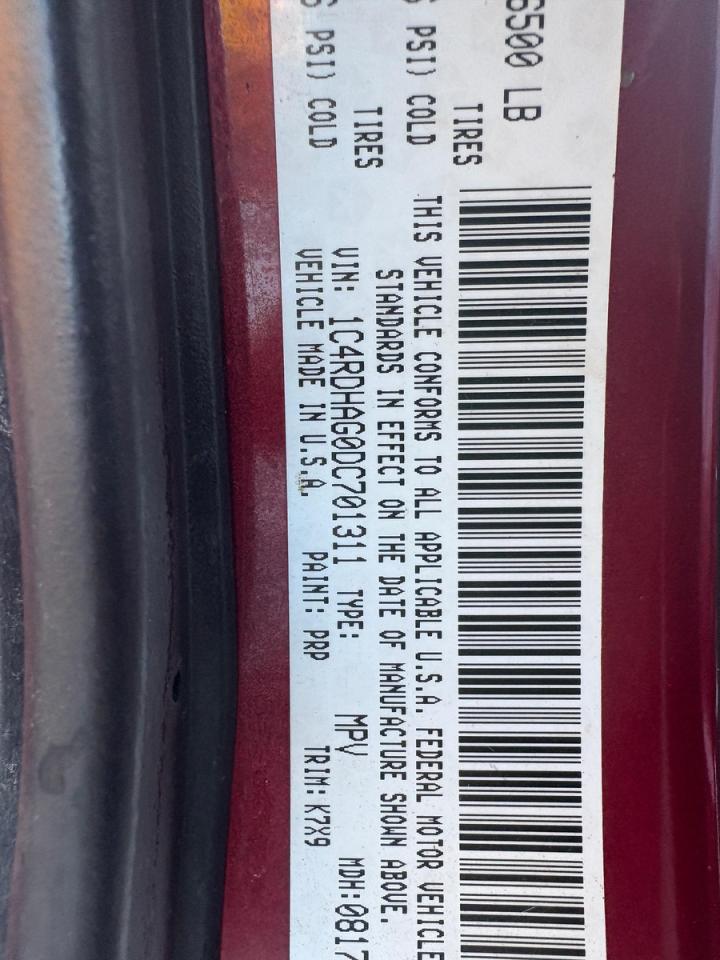 6500 LB
TIRES
PSI) COLD
TIRES
PSI) COLD
THIS VEHICLE CONFORMS TO ALL APPLICABLE U.S.A. FEDERAL MOTOR VEHICLE
STANDARDS IN EFFECT ON THE DATE OF MANUFACTURE SHOWN ABOVE.
VIN: 1C4RDHAG0DC701311 TYPE: MPV MDH:0817
VEHICLE MADE IN U.S.A. PAINT: PRP TRIM: K7X9